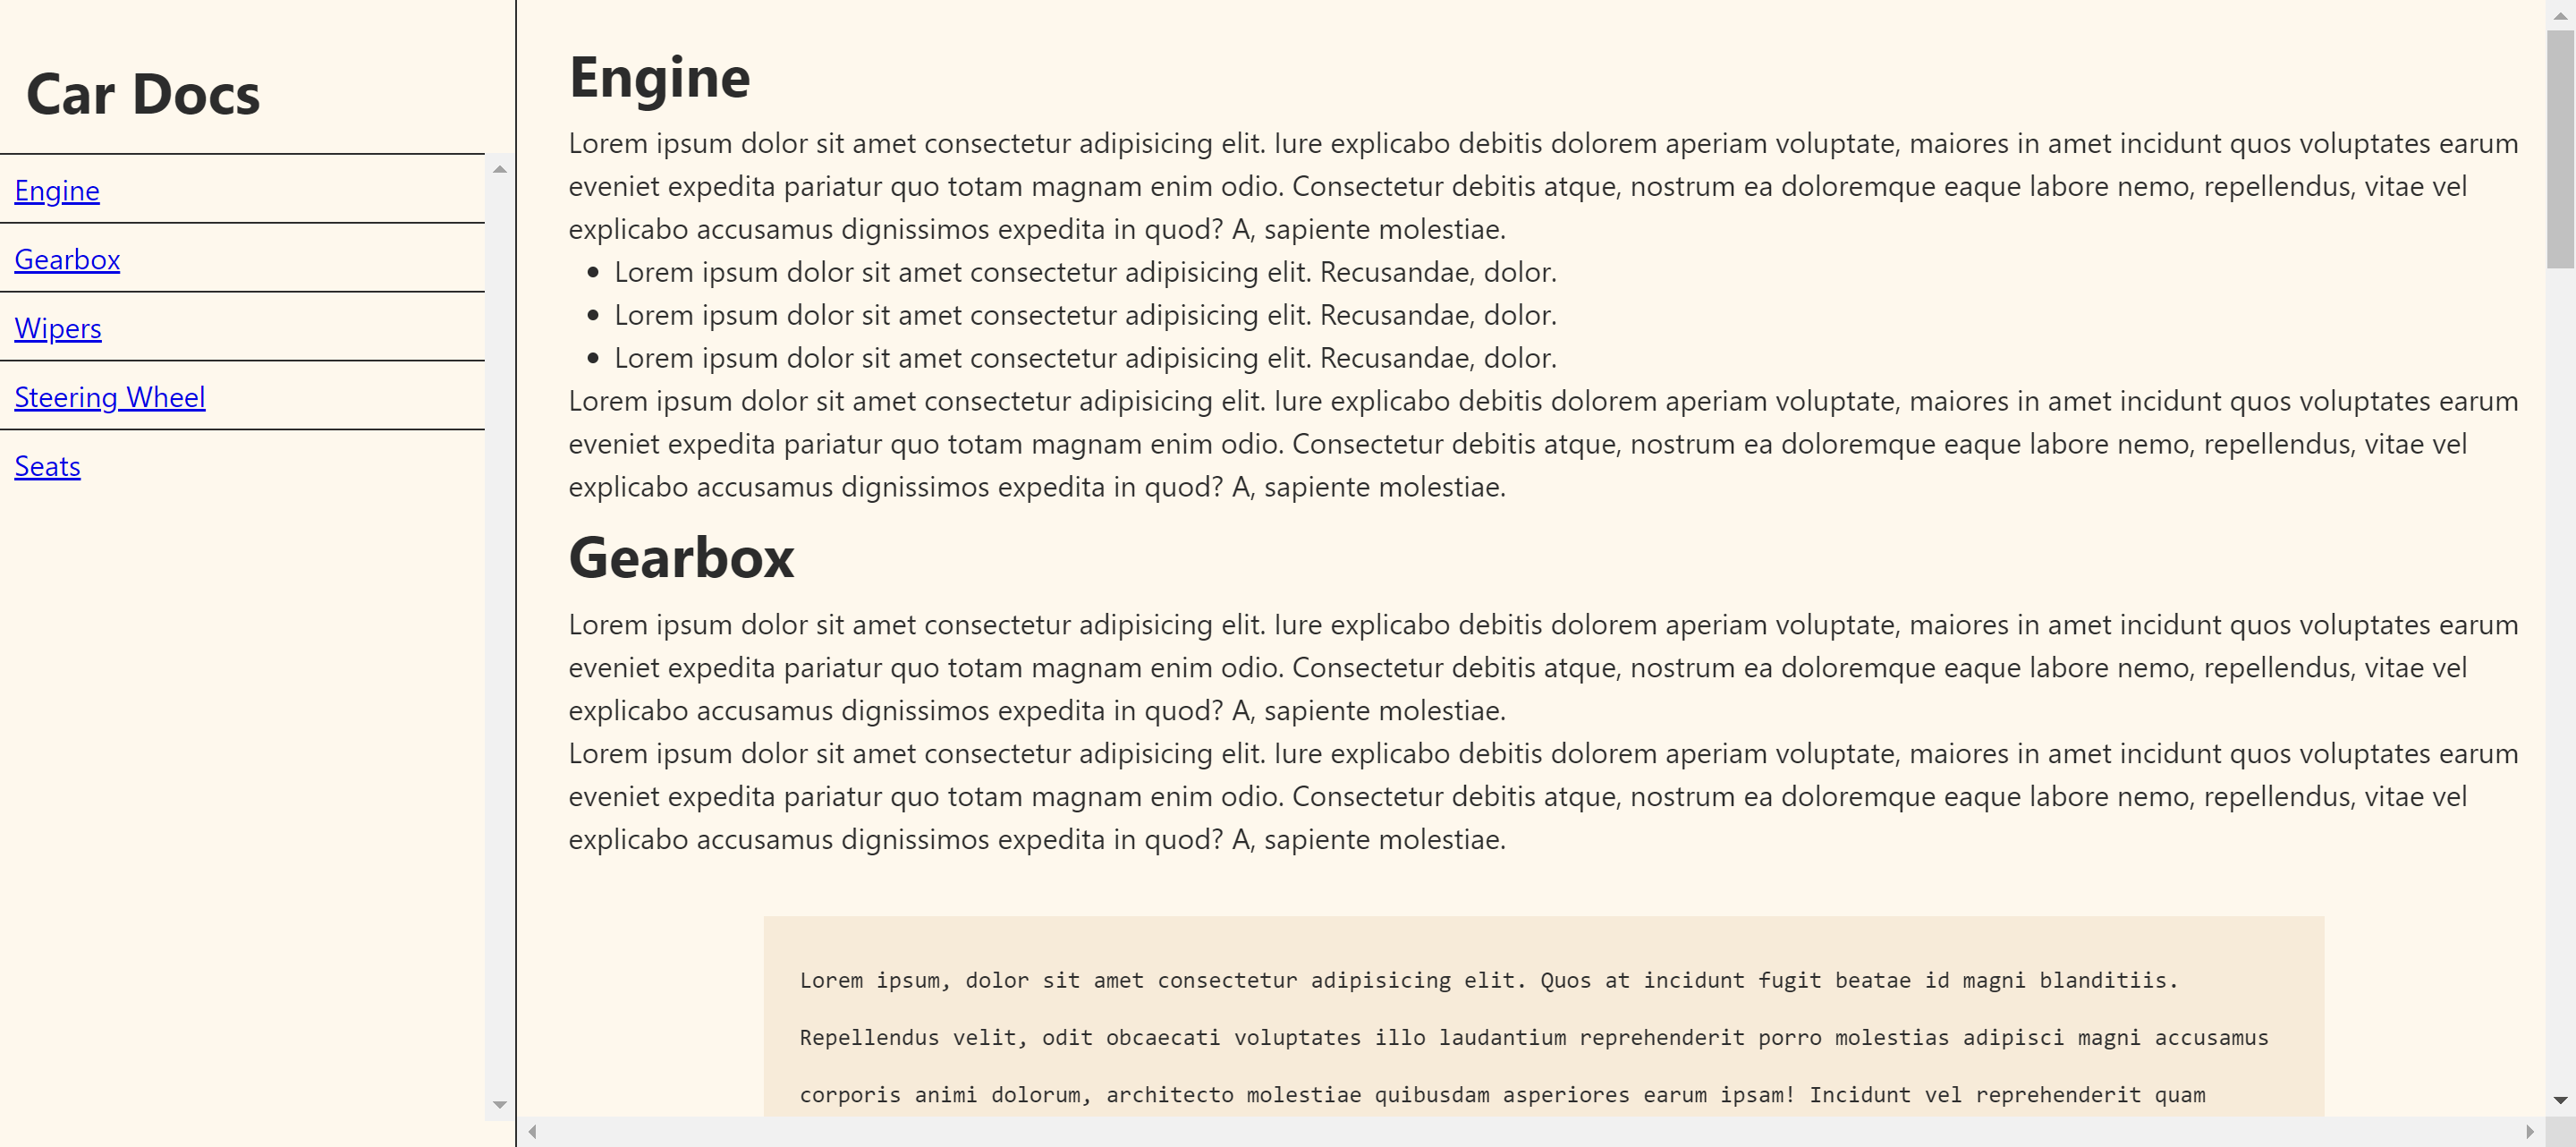 Car Docs
Engine
Gearbox
Wipers
Steering Wheel
Seats
Engine
Lorem ipsum dolor sit amet consectetur adipisicing elit. Iure explicabo debitis dolorem aperiam voluptate, maiores in amet incidunt quos voluptates earum
eveniet expedita pariatur quo totam magnam enim odio. Consectetur debitis atque, nostrum ea doloremque eaque labore nemo, repellendus, vitae vel
explicabo accusamus dignissimos expedita in quod? A, sapiente molestiae.
• Lorem ipsum dolor sit amet consectetur adipisicing elit. Recusandae, dolor.
• Lorem ipsum dolor sit amet consectetur adipisicing elit. Recusandae, dolor.
• Lorem ipsum dolor sit amet consectetur adipisicing elit. Recusandae, dolor.
Lorem ipsum dolor sit amet consectetur adipisicing elit. Iure explicabo debitis dolorem aperiam voluptate, maiores in amet incidunt quos voluptates earum
eveniet expedita pariatur quo totam magnam enim odio. Consectetur debitis atque, nostrum ea doloremque eaque labore nemo, repellendus, vitae vel
explicabo accusamus dignissimos expedita in quod? A, sapiente molestiae.
Gearbox
Lorem ipsum dolor sit amet consectetur adipisicing elit. Iure explicabo debitis dolorem aperiam voluptate, maiores in amet incidunt quos voluptates earum
eveniet expedita pariatur quo totam magnam enim odio. Consectetur debitis atque, nostrum ea doloremque eaque labore nemo, repellendus, vitae vel
explicabo accusamus dignissimos expedita in quod? A, sapiente molestiae.
Lorem ipsum dolor sit amet consectetur adipisicing elit. Iure explicabo debitis dolorem aperiam voluptate, maiores in amet incidunt quos voluptates earum
eveniet expedita pariatur quo totam magnam enim odio. Consectetur debitis atque, nostrum ea doloremque eaque labore nemo, repellendus, vitae vel
explicabo accusamus dignissimos expedita in quod? A, sapiente molestiae.
Lorem ipsum, dolor sit amet consectetur adipisicing elit. Quos at incidunt fugit beatae id magni blanditiis.
Repellendus velit, odit obcaecati voluptates illo laudantium reprehenderit porro molestias adipisci magni accusamus
corporis animi dolorum, architecto molestiae quibusdam asperiores earum ipsam! Incidunt vel reprehenderit quam